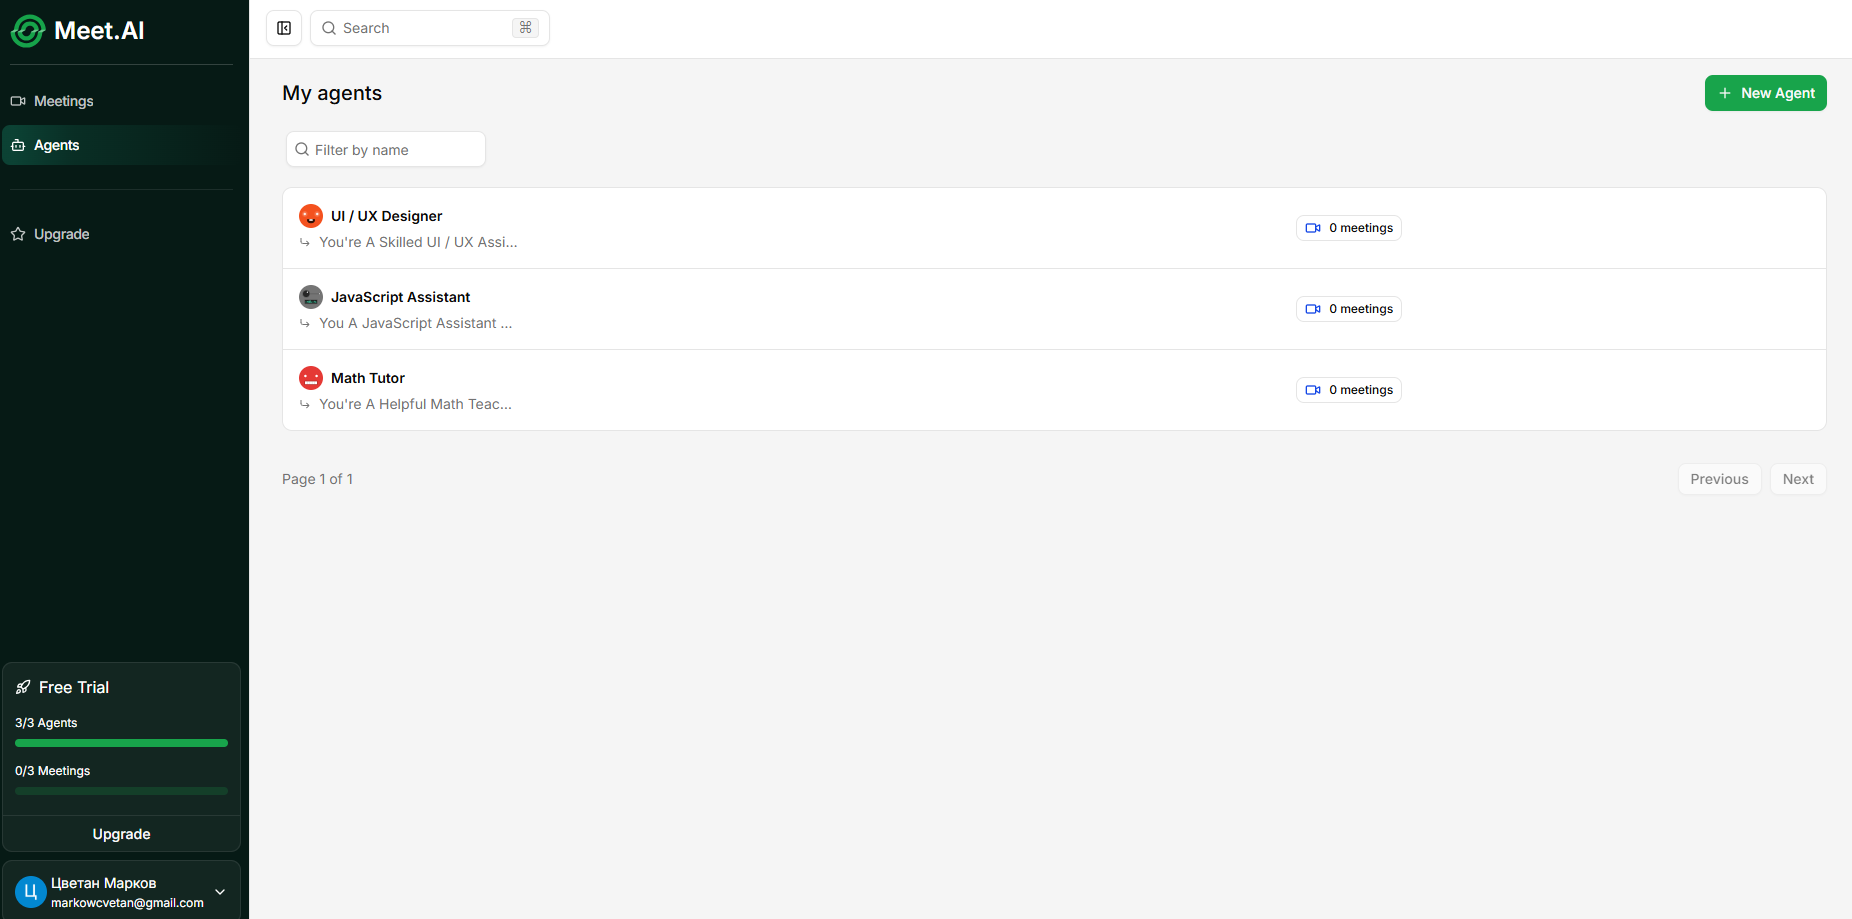 Meet.AI
Meetings
Agents
Upgrade
Free Trial
3/3 Agents
0/3 Meetings
Upgrade
Ц
Цветан Марков
markowcvetan@gmail.com
Search
⌘
My agents
New Agent
Filter by name
UI / UX Designer
You're A Skilled UI / UX Assi...
0 meetings
JavaScript Assistant
You A JavaScript Assistant ...
0 meetings
Math Tutor
You're A Helpful Math Teac...
0 meetings
Page 1 of 1
Previous
Next